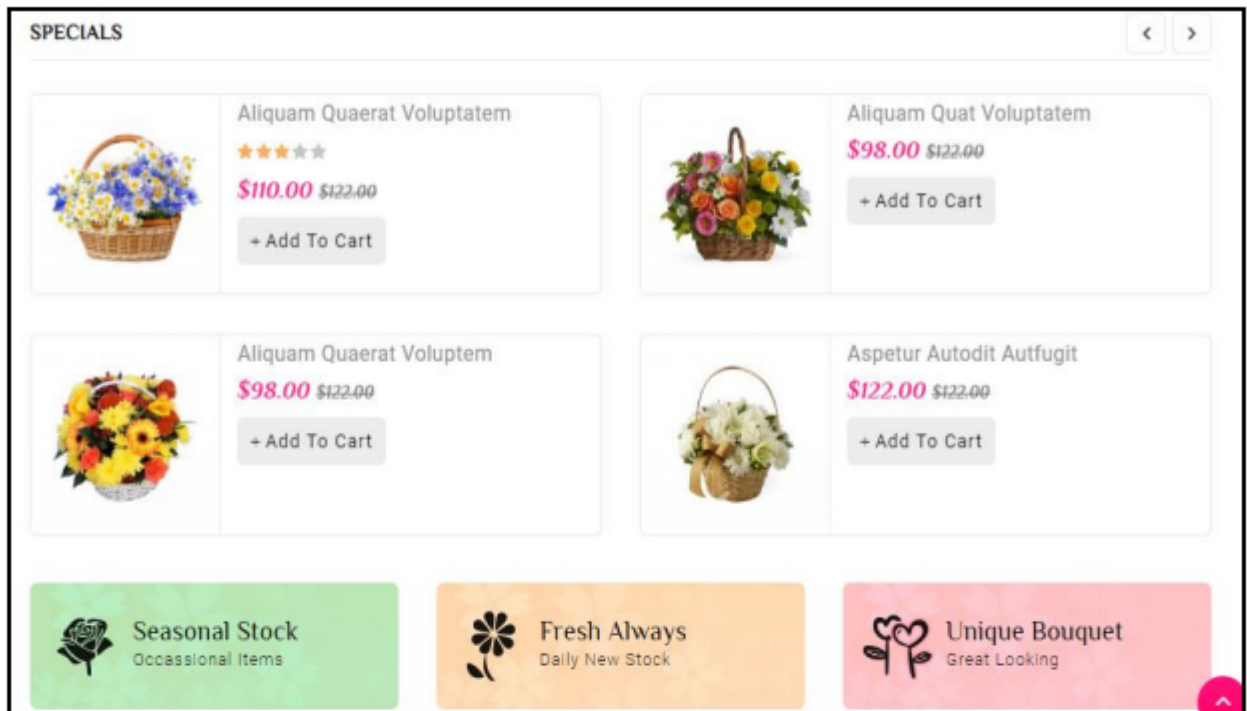 SPECIALS
Aliquam Quaerat Voluptatem
$110.00 $122.00
+ Add To Cart
Aliquam Quat Voluptatem
$98.00 $122.00
+ Add To Cart
Aliquam Quaerat Voluptem
$98.00 $122.00
+ Add To Cart
Aspetur Autodit Autfugit
$122.00 $122.00
+ Add To Cart
Seasonal Stock
Occassional Items
Fresh Always
Daily New Stock
Unique Bouquet
Great Looking